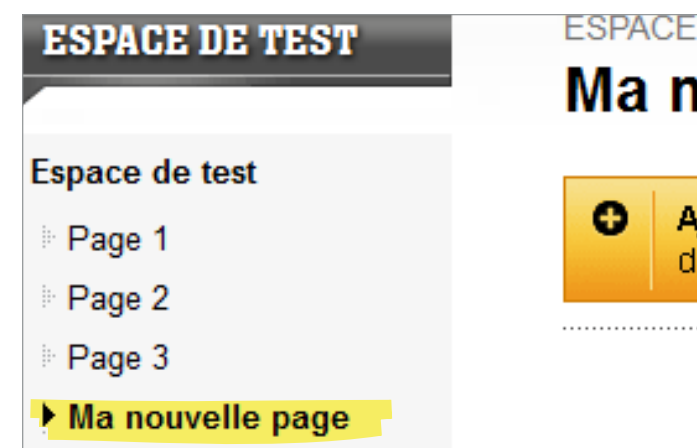 ESPACE DE TEST
Espace de test
Page 1
Page 2
Page 3
Ma nouvelle page
ESPACE
Ma n
A
d